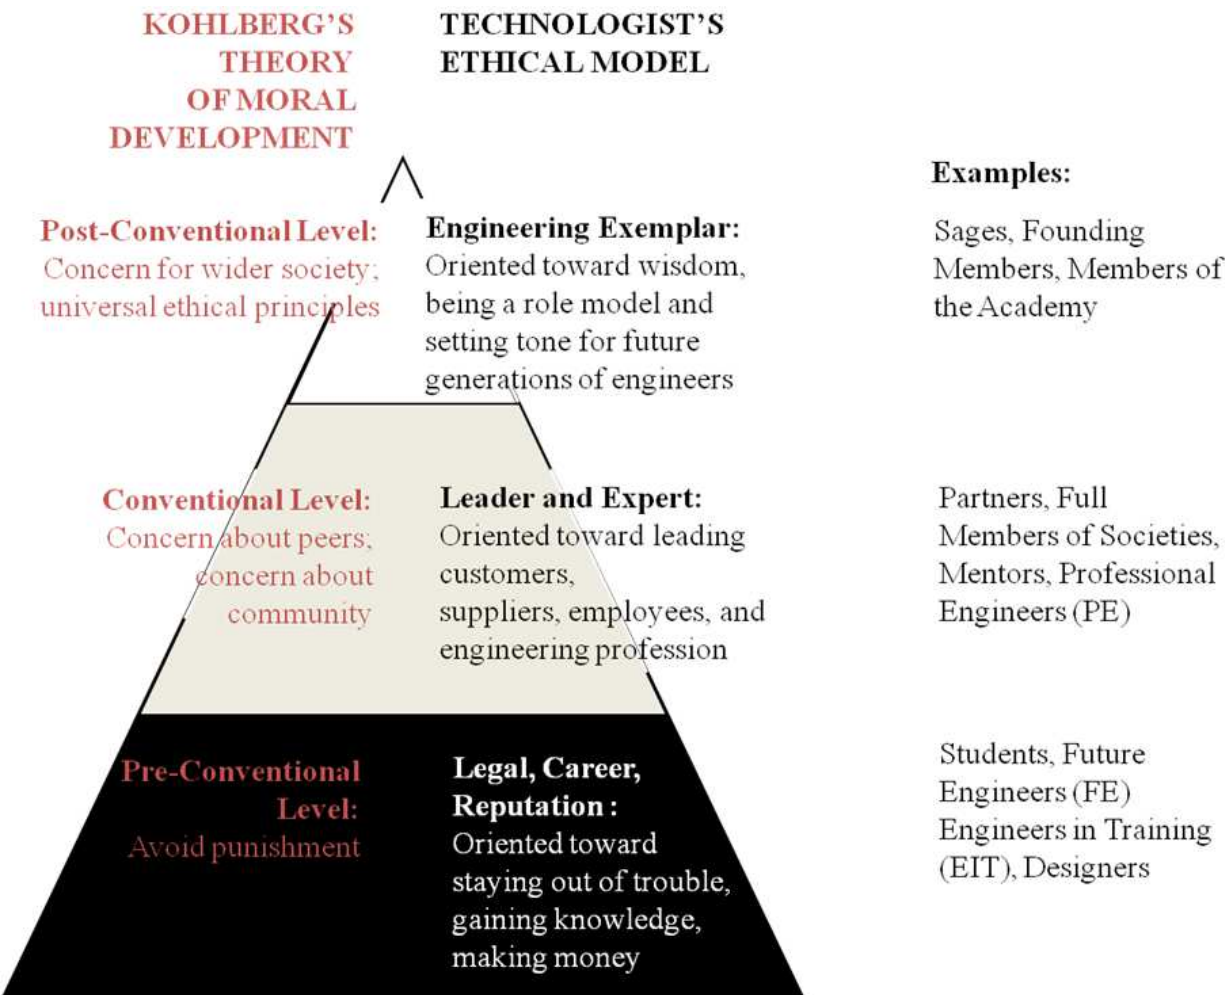 KOHLBERG'S
THEORY
OF MORAL
DEVELOPMENT
TECHNOLOGIST'S
ETHICAL MODEL
Examples:
Post-Conventional Level:
Concern for wider society;
universal ethical principles
Engineering Exemplar:
Oriented toward wisdom,
being a role model and
setting tone for future
generations of engineers
Sages, Founding
Members, Members of
the Academy
Conventional Level:
Concern about peers;
concern about
community
Leader and Expert:
Oriented toward leading
customers,
suppliers, employees, and
engineering profession
Partners, Full
Members of Societies,
Mentors, Professional
Engineers (PE)
Pre-Conventional
Level:
Avoid punishment
Legal, Career,
Reputation :
Oriented toward
staying out of trouble,
gaining knowledge,
making money
Students, Future
Engineers (FE)
Engineers in Training
(EIT), Designers